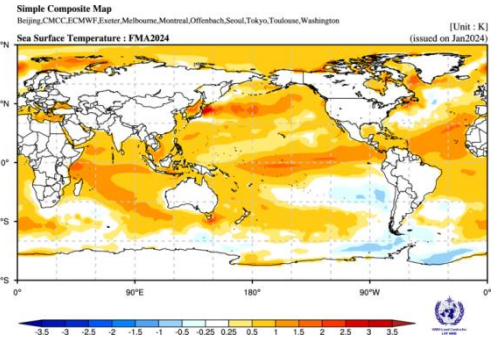 Simple Composite Map
Beijing,CMCC,ECMWF,Exeter,Melbourne,Montreal,Offenbach,Seoul,Tokyo,Toulouse,Washington
[Unit : K]
Sea Surface Temperature : FMA2024 (issued on Jan2024)
°N
°N
0°
°S
°S
0° 90°E 180° 90°W 0°
-3.5 -3 -2.5 -2 -1.5 -1 -0.5 -0.25 0.25 0.5 1 1.5 2 2.5 3 3.5